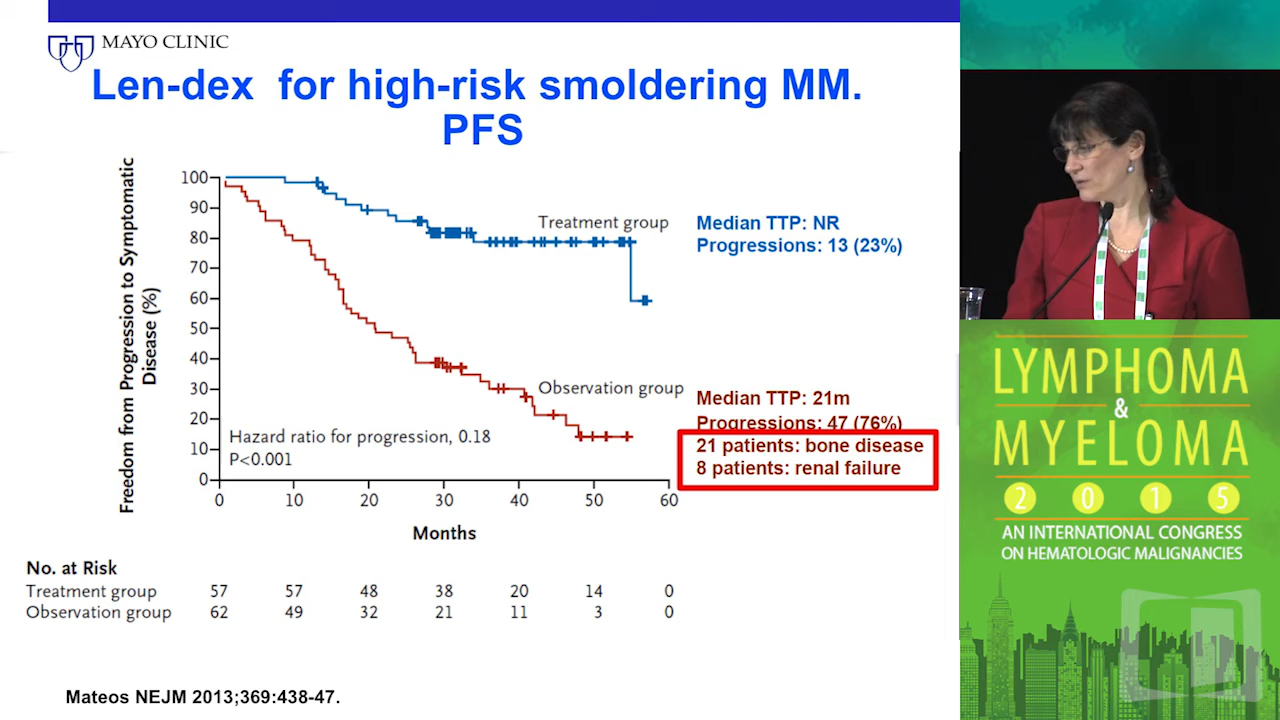 MAYO CLINIC
Len-dex for high-risk smoldering MM.
PFS
Freedom from Progression to Symptomatic
Disease (%)
100
90
80
70
60
50
40
30
20
10
0
Treatment group
Observation group
Hazard ratio for progression, 0.18
P<0.001
0 10 20 30 40 50 60
Months
Median TTP: NR
Progressions: 13 (23%)
Median TTP: 21m
Progressions: 47 (76%)
21 patients: bone disease
8 patients: renal failure
No. at Risk
Treatment group 57 57 48 38 20 14 0
Observation group 62 49 32 21 11 3 0
Mateos NEJM 2013;369:438-47.
LYMPHOMA
&
MYELOMA
2 0 1 5
AN INTERNATIONAL CONGRESS
ON HEMATOLOGIC MALIGNANCIES